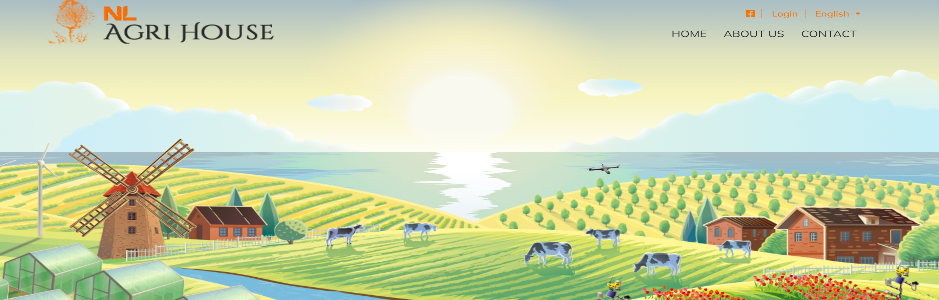 NL
AGRI HOUSE
Login
English
HOME
ABOUT US
CONTACT